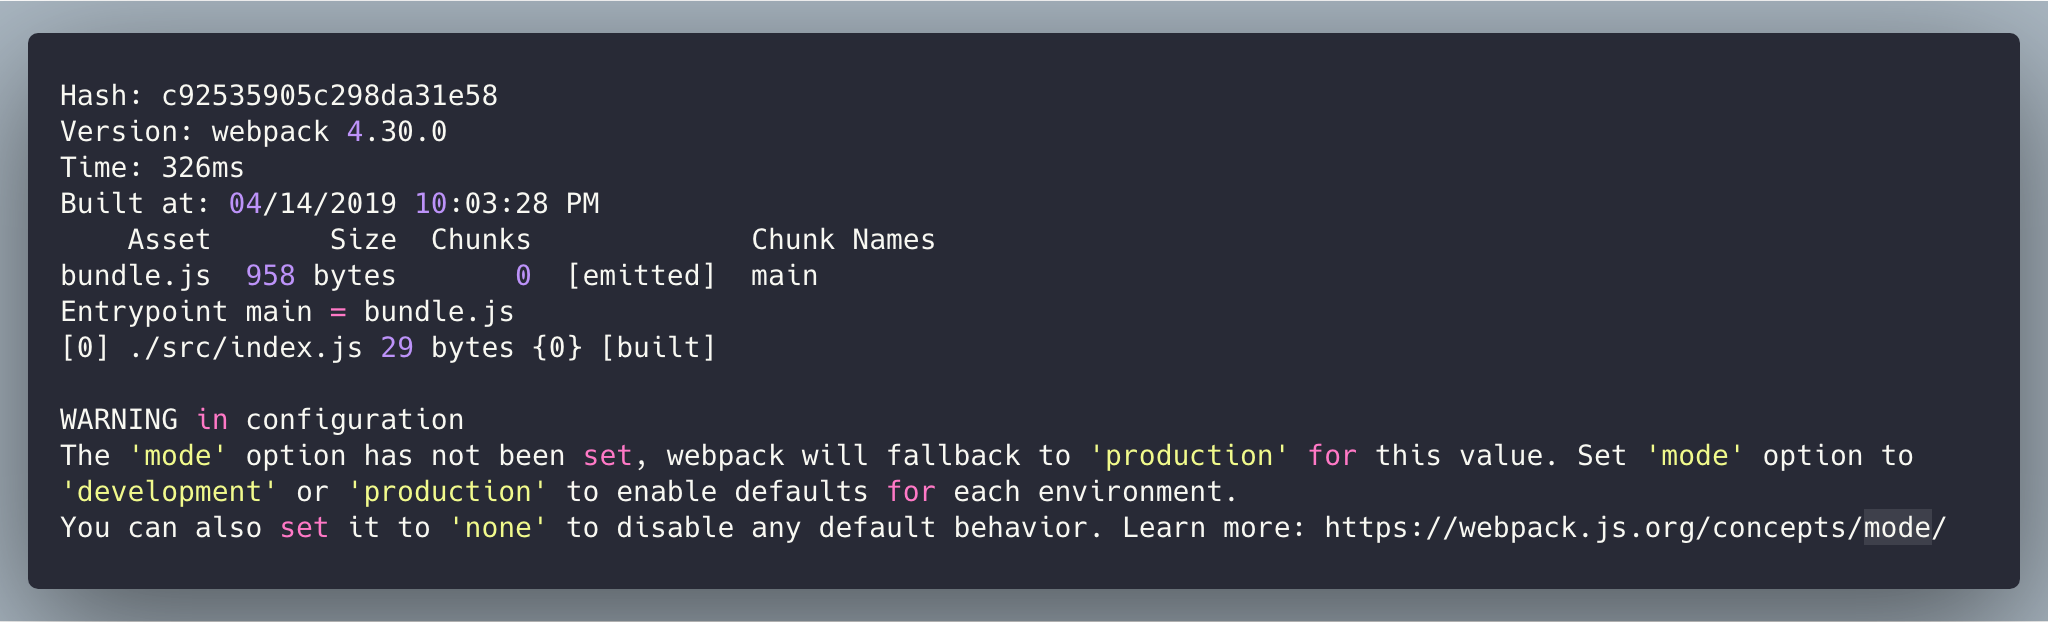 Hash: c92535905c298da31e58
Version: webpack 4.30.0
Time: 326ms
Built at: 04/14/2019 10:03:28 PM
    Asset       Size  Chunks             Chunk Names
bundle.js  958 bytes       0  [emitted]  main
Entrypoint main = bundle.js
[0] ./src/index.js 29 bytes {0} [built]

WARNING in configuration
The 'mode' option has not been set, webpack will fallback to 'production' for this value. Set 'mode' option to
'development' or 'production' to enable defaults for each environment.
You can also set it to 'none' to disable any default behavior. Learn more: https://webpack.js.org/concepts/mode/